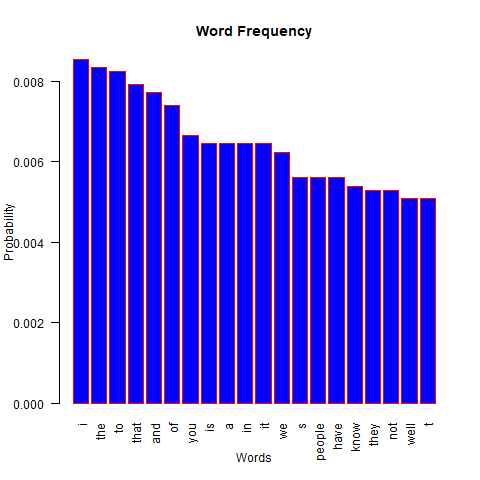 Word Frequency
0.008
0.006
0.004
0.002
0.000
Probability
i
the
to
that
and
of
you
is
a
in
it
we
s
people
have
know
they
not
well
t
Words